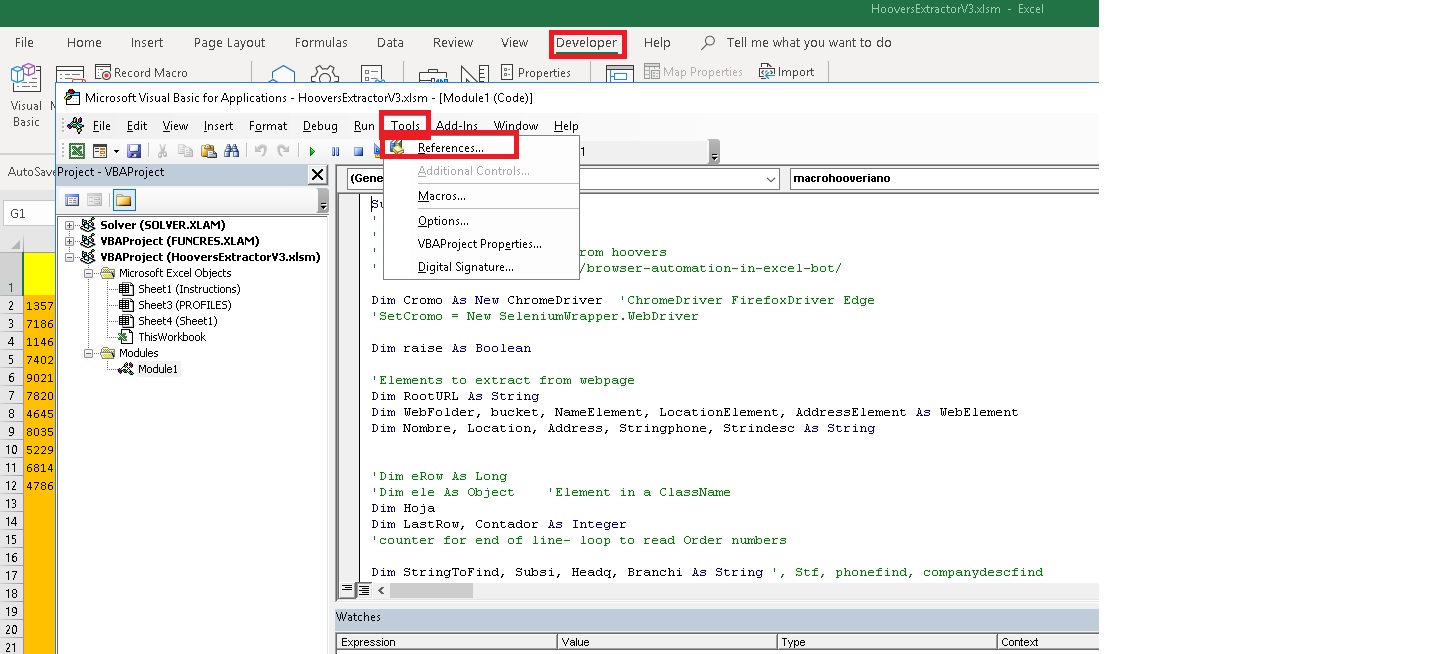 HooversExtractorV3.xlsm - Excel
File Home Insert Page Layout Formulas Data Review View Developer Help Tell me what you want to do
Record Macro Properties Map Properties Import
Visual
Basic
Microsoft Visual Basic for Applications - HooversExtractorV3.xlsm - [Module1 (Code)]
File Edit View Insert Format Debug Run Tools Add-Ins Window Help
References...
Additional Controls...
Macros...
Options...
VBAProject Properties...
Digital Signature...
AutoSave
Project - VBAProject
G1
Solver (SOLVER.XLAM)
VBAProject (FUNCRES.XLAM)
VBAProject (HooversExtractorV3.xlsm)
Microsoft Excel Objects
Sheet1 (Instructions)
Sheet3 (PROFILES)
Sheet4 (Sheet1)
ThisWorkbook
Modules
Module1
1
2 1357
3 7186
4 1146
5 7402
6 9021
7 7820
8 4645
9 8035
10 5229
11 6814
12 4786
13
14
15
16
17
18
19
20
21
1
(Gene macrohooveriano
Su
'
'
' rom hoovers
' /browser-automation-in-excel-bot/
Dim Cromo As New ChromeDriver 'ChromeDriver FirefoxDriver Edge
'SetCromo = New SeleniumWrapper.WebDriver
Dim raise As Boolean
'Elements to extract from webpage
Dim RootURL As String
Dim WebFolder, bucket, NameElement, LocationElement, AddressElement As WebElement
Dim Nombre, Location, Address, Stringphone, Strindesc As String
'Dim eRow As Long
'Dim ele As Object 'Element in a ClassName
Dim Hoja
Dim LastRow, Contador As Integer
'counter for end of line- loop to read Order numbers
Dim StringToFind, Subsi, Headq, Branchi As String ', Stf, phonefind, companydescfind
Watches
Expression Value Type Context